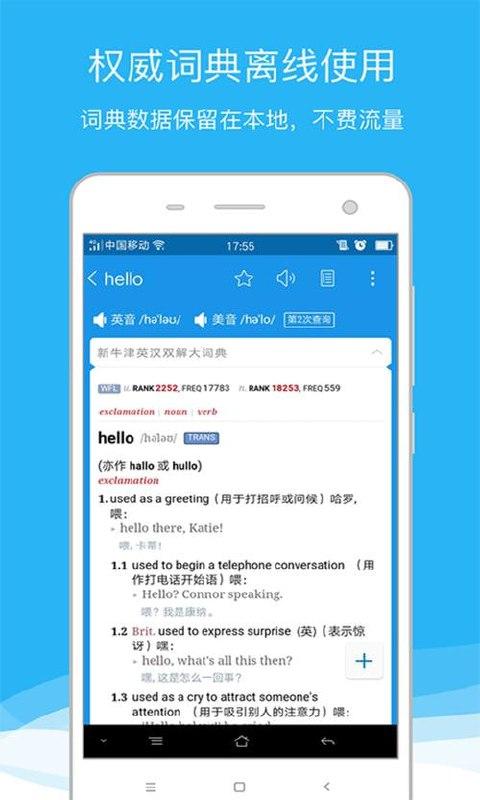 权威词典离线使用
词典数据保留在本地，不费流量
中国移动 17:55
hello
英音 /hə'ləʊ/ 美音 /hə'lo/ 第2次查询
新牛津英汉双解大词典
WFL u. RANK 2252, FREQ 17783 n. RANK 18253, FREQ 559
exclamation | noun | verb
hello /hələʊ/ TRANS
(亦作 hallo 或 hullo)
exclamation
1. used as a greeting（用于打招呼或问候）哈罗,
喂：
hello there, Katie!
喂，卡蒂！
1.1 used to begin a telephone conversation （用
作打电话开始语）喂：
Hello? Connor speaking.
喂？我是康纳。
1.2 Brit. used to express surprise（英）（表示惊
讶）嘿：
hello, what's all this then?
嘿, 这是怎么一回事？
1.3 used as a cry to attract someone's
attention （用于吸引别人的注意力）喂：